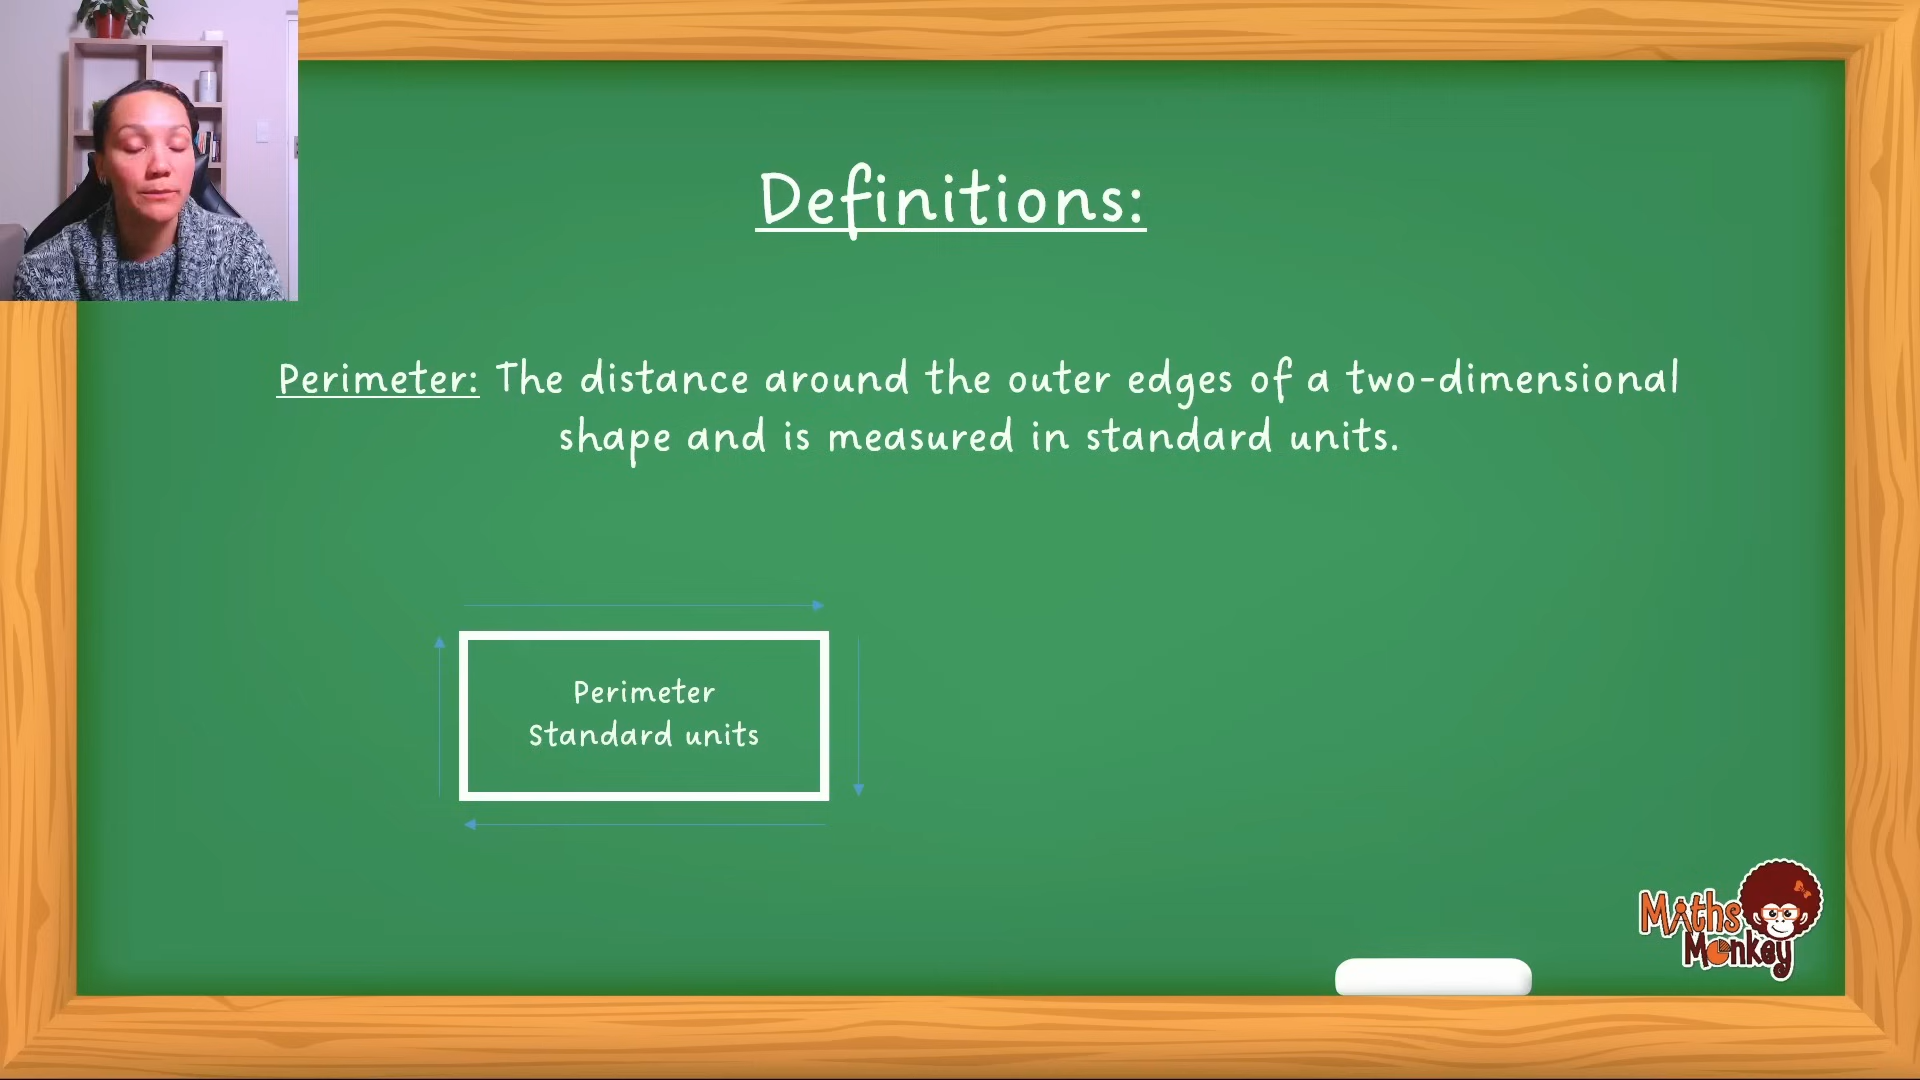 Definitions:
Perimeter: The distance around the outer edges of a two-dimensional
shape and is measured in standard units.
Perimeter
Standard units
Maths
Monkey